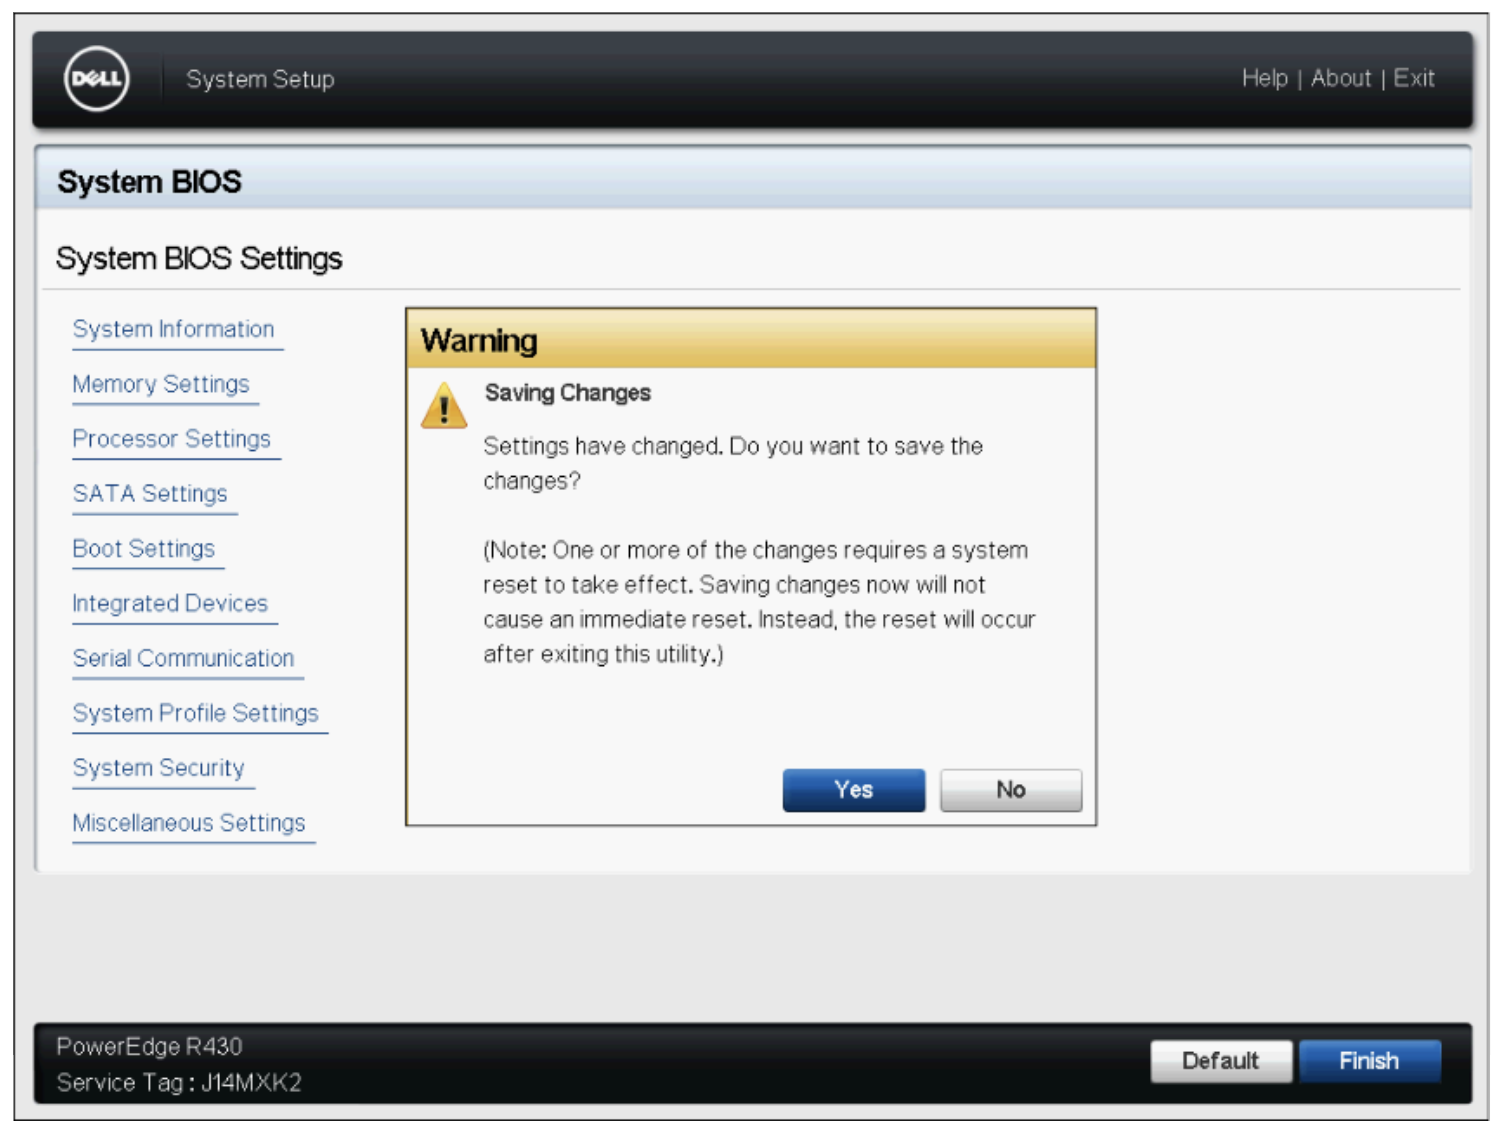 DELL
System Setup
Help | About | Exit
System BIOS
System BIOS Settings
System Information
Memory Settings
Processor Settings
SATA Settings
Boot Settings
Integrated Devices
Serial Communication
System Profile Settings
System Security
Miscellaneous Settings
Warning
Saving Changes
Settings have changed. Do you want to save the
changes?
(Note: One or more of the changes requires a system
reset to take effect. Saving changes now will not
cause an immediate reset. Instead, the reset will occur
after exiting this utility.)
Yes
No
PowerEdge R430
Service Tag : J14MXK2
Default
Finish